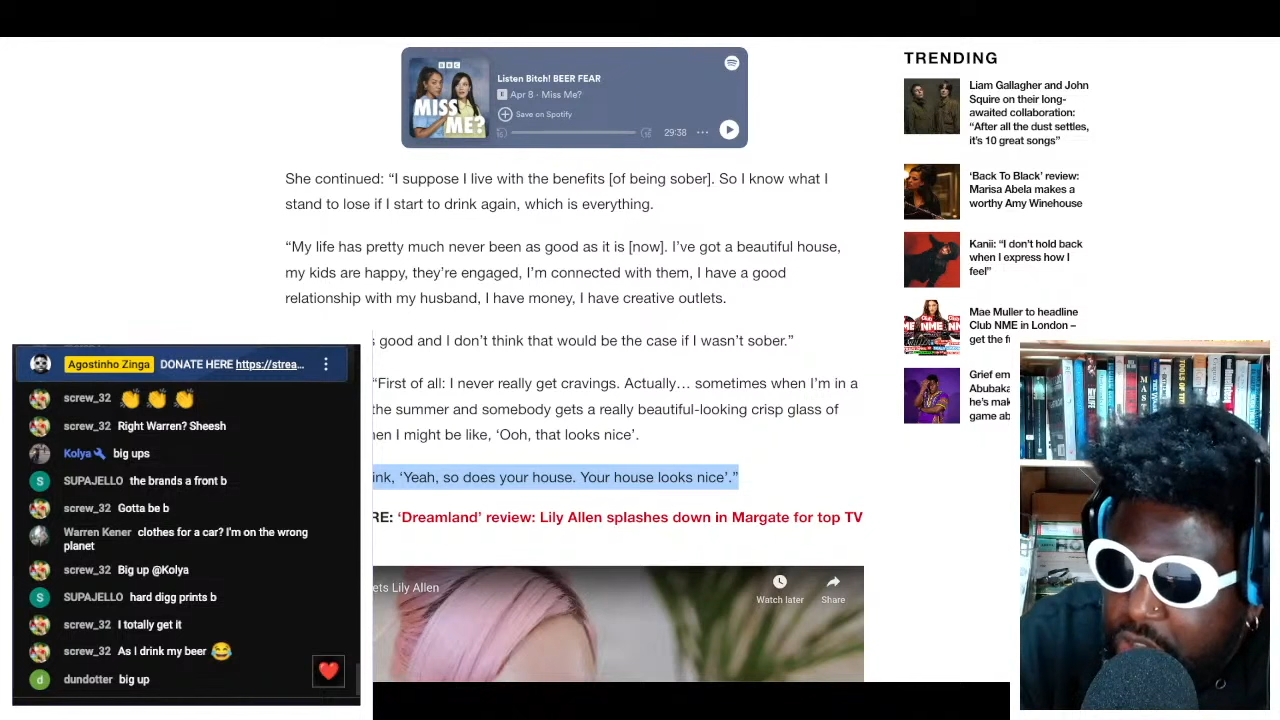 TRENDING
BBC
MISS
ME?
Listen Bitch! BEER FEAR
E Apr 8 · Miss Me?
Save on Spotify
15
15
29:38
Liam Gallagher and John
Squire on their long-
awaited collaboration:
“After all the dust settles,
it’s 10 great songs”
‘Back To Black’ review:
Marisa Abela makes a
worthy Amy Winehouse
Kanii: “I don’t hold back
when I express how I
feel”
Mae Muller to headline
Club NME in London –
get the f
Grief em
Abubaka
he’s mak
game ab
She continued: “I suppose I live with the benefits [of being sober]. So I know what I
stand to lose if I start to drink again, which is everything.
“My life has pretty much never been as good as it is [now]. I’ve got a beautiful house,
my kids are happy, they’re engaged, I’m connected with them, I have a good
relationship with my husband, I have money, I have creative outlets.
s good and I don’t think that would be the case if I wasn’t sober.”
“First of all: I never really get cravings. Actually… sometimes when I’m in a
the summer and somebody gets a really beautiful-looking crisp glass of
hen I might be like, ‘Ooh, that looks nice’.
ink, ‘Yeah, so does your house. Your house looks nice’.”
RE: ‘Dreamland’ review: Lily Allen splashes down in Margate for top TV
ets Lily Allen
Watch later
Share
Agostinho Zinga DONATE HERE https://strea...
screw_32 👏 👏 👏
screw_32 Right Warren? Sheesh
Kolya big ups
S SUPAJELLO the brands a front b
screw_32 Gotta be b
Warren Kener clothes for a car? I'm on the wrong
planet
screw_32 Big up @Kolya
S SUPAJELLO hard digg prints b
screw_32 I totally get it
screw_32 As I drink my beer 😂
d dundotter big up